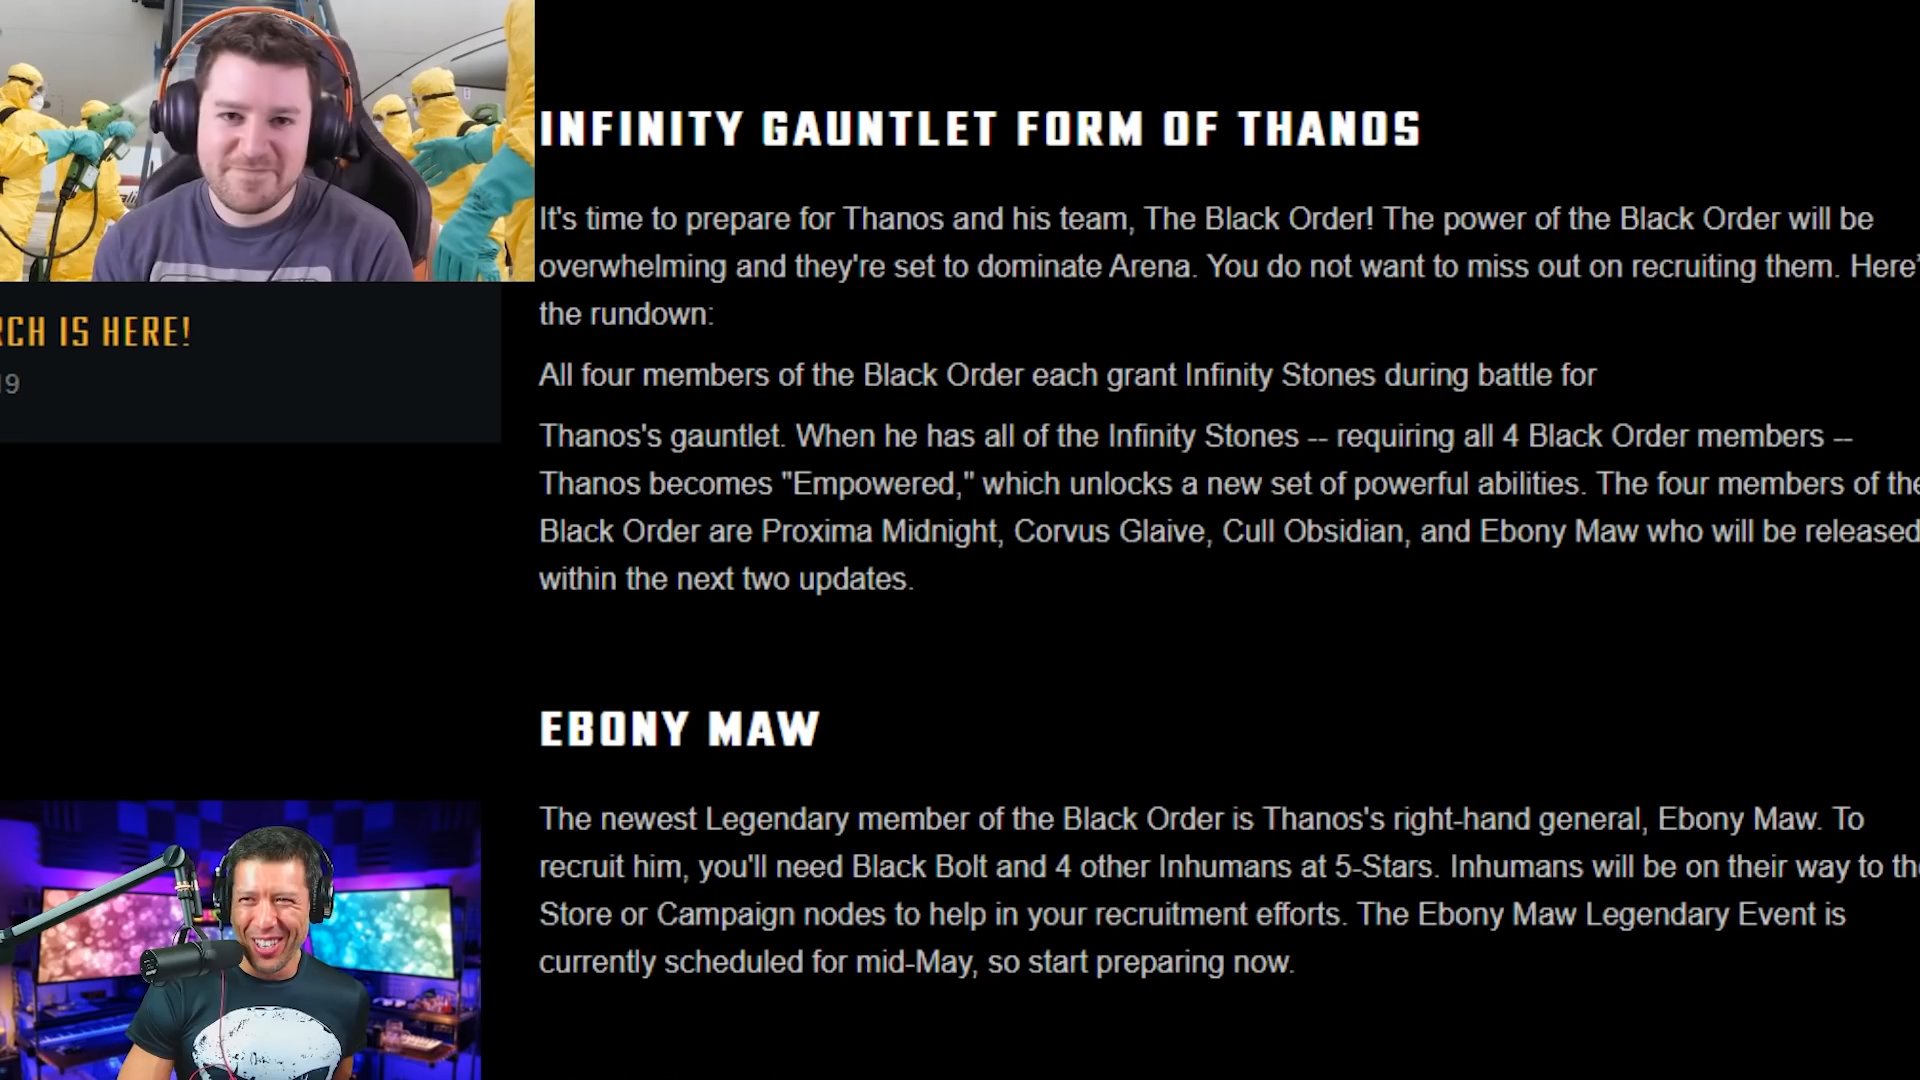 INFINITY GAUNTLET FORM OF THANOS
It's time to prepare for Thanos and his team, The Black Order! The power of the Black Order will be
overwhelming and they're set to dominate Arena. You do not want to miss out on recruiting them. Here'
the rundown:
All four members of the Black Order each grant Infinity Stones during battle for
Thanos's gauntlet. When he has all of the Infinity Stones -- requiring all 4 Black Order members --
Thanos becomes "Empowered," which unlocks a new set of powerful abilities. The four members of the
Black Order are Proxima Midnight, Corvus Glaive, Cull Obsidian, and Ebony Maw who will be released
within the next two updates.
RCH IS HERE!
19
EBONY MAW
The newest Legendary member of the Black Order is Thanos's right-hand general, Ebony Maw. To
recruit him, you'll need Black Bolt and 4 other Inhumans at 5-Stars. Inhumans will be on their way to the
Store or Campaign nodes to help in your recruitment efforts. The Ebony Maw Legendary Event is
currently scheduled for mid-May, so start preparing now.